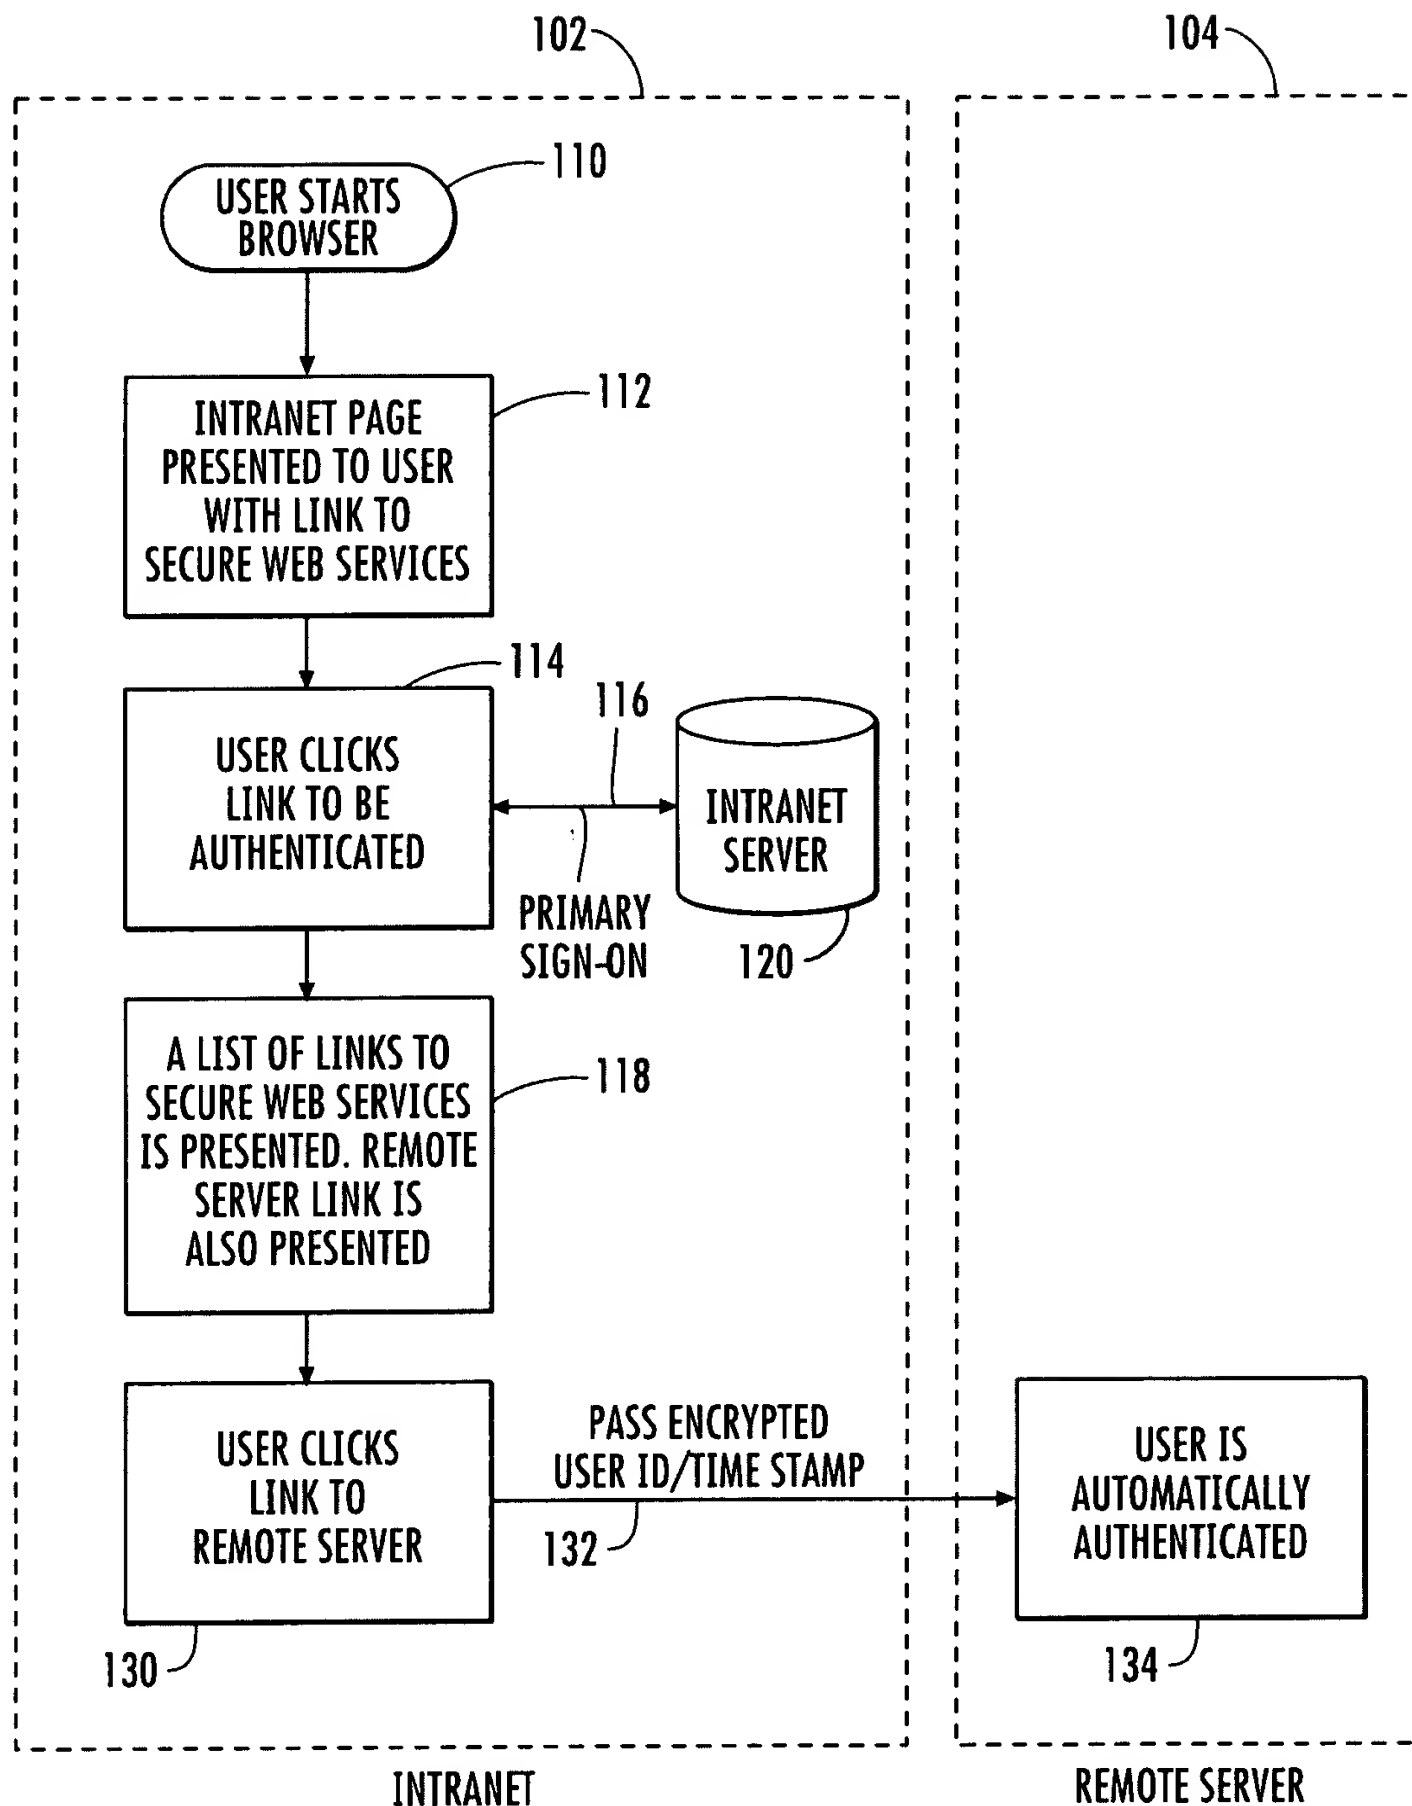 102
104
110
USER STARTS
BROWSER
112
INTRANET PAGE
PRESENTED TO USER
WITH LINK TO
SECURE WEB SERVICES
114
116
USER CLICKS
LINK TO BE
AUTHENTICATED
INTRANET
SERVER
PRIMARY
SIGN-ON
120
A LIST OF LINKS TO
SECURE WEB SERVICES
IS PRESENTED. REMOTE
SERVER LINK IS
ALSO PRESENTED
118
USER CLICKS
LINK TO
REMOTE SERVER
PASS ENCRYPTED
USER ID/TIME STAMP
132
USER IS
AUTOMATICALLY
AUTHENTICATED
130
134
INTRANET
REMOTE SERVER